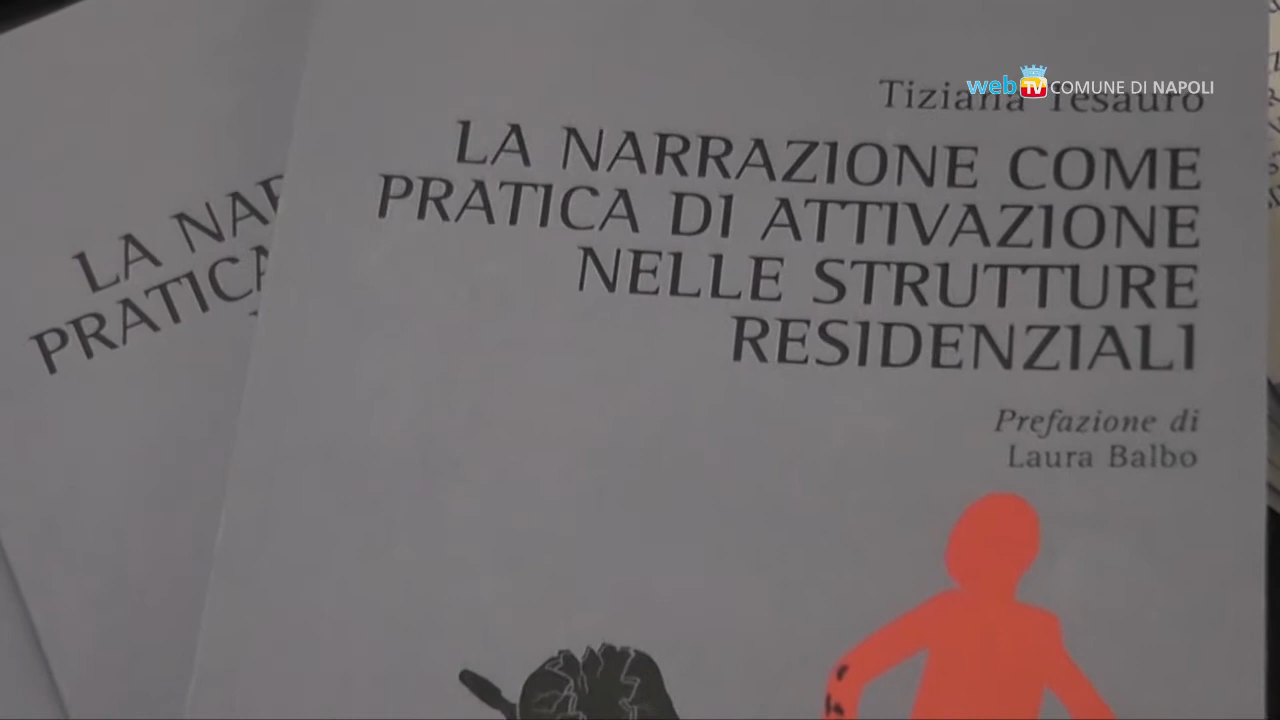 web TV COMUNE DI NAPOLI
Tiziana Tesauro
LA NARRAZIONE COME
PRATICA DI ATTIVAZIONE
NELLE STRUTTURE
RESIDENZIALI
Prefazione di
Laura Balbo
LA NAR
PRATICA